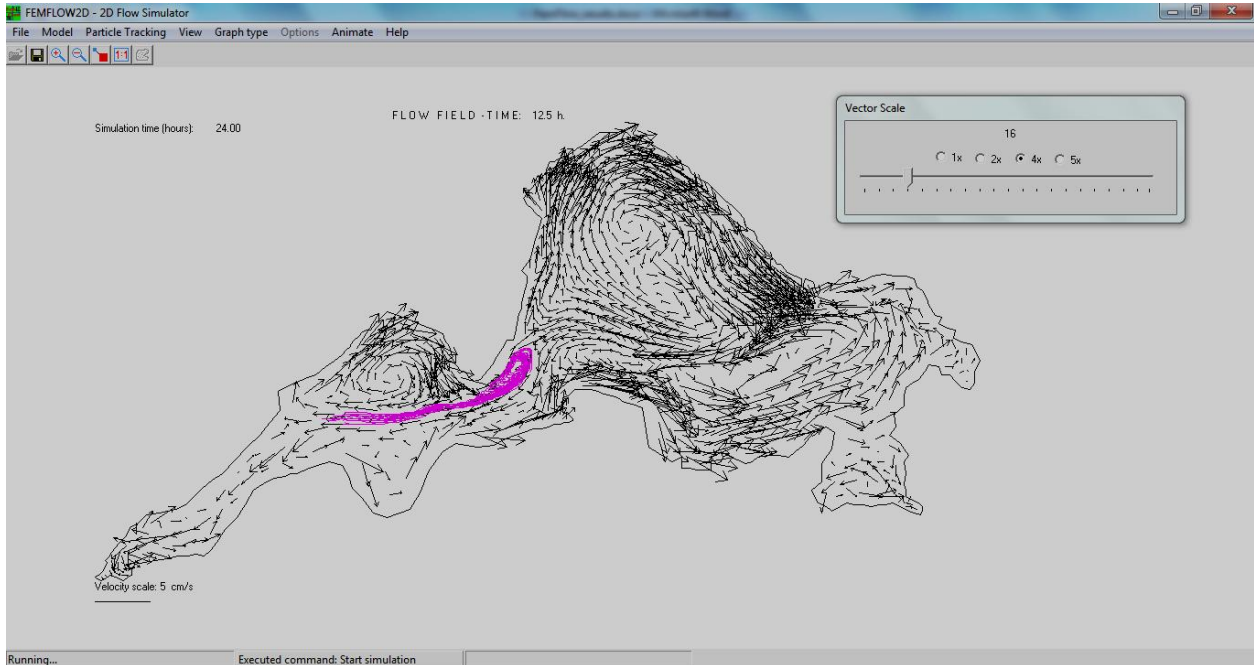 FEMFLOW2D - 2D Flow Simulator
File Model Particle Tracking View Graph type Options Animate Help
1:1
FLOW FIELD - TIME: 12.5 h.
Simulation time (hours): 24.00
Vector Scale
16
1x 2x 4x 5x
Velocity scale: 5 cm/s
Running... Executed command: Start simulation